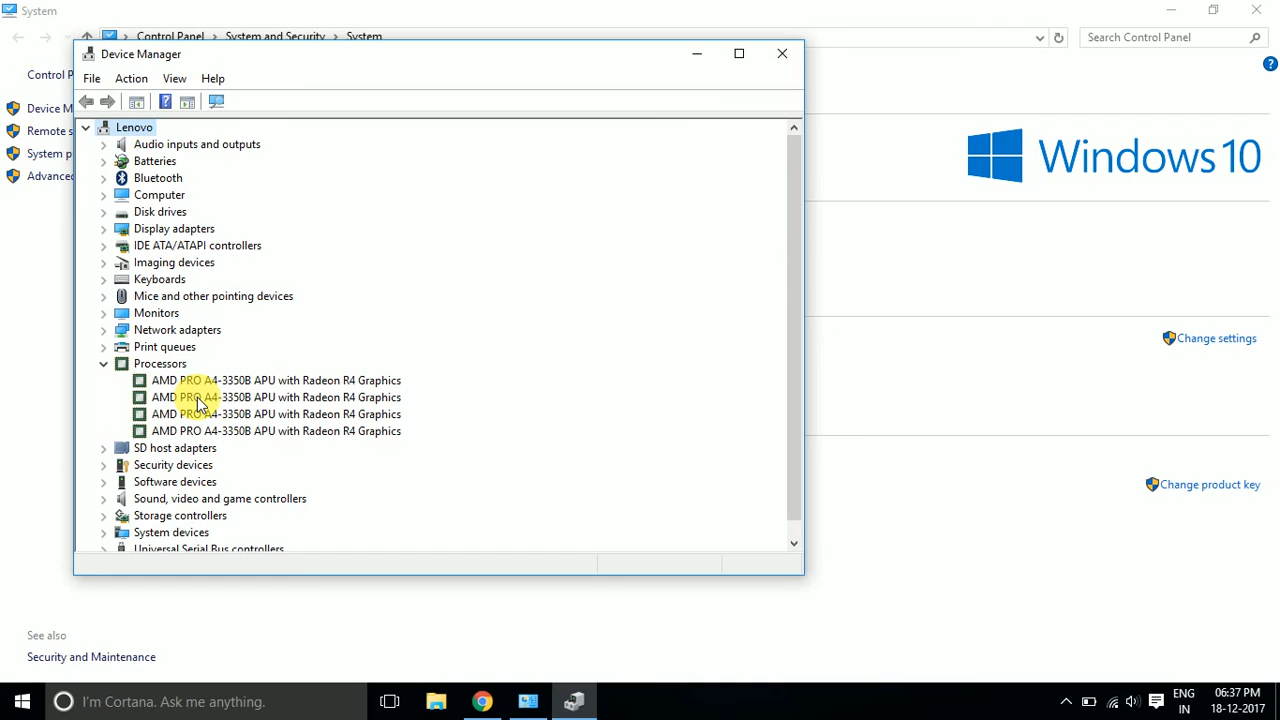 System
Control Panel > System and Security > System
Search Control Panel
Device Manager
File Action View Help
Control P
Device M
Remote s
System p
Advanced
Lenovo
Audio inputs and outputs
Batteries
Bluetooth
Computer
Disk drives
Display adapters
IDE ATA/ATAPI controllers
Imaging devices
Keyboards
Mice and other pointing devices
Monitors
Network adapters
Print queues
Processors
AMD PRO A4-3350B APU with Radeon R4 Graphics
AMD PRO A4-3350B APU with Radeon R4 Graphics
AMD PRO A4-3350B APU with Radeon R4 Graphics
AMD PRO A4-3350B APU with Radeon R4 Graphics
SD host adapters
Security devices
Software devices
Sound, video and game controllers
Storage controllers
System devices
Universal Serial Bus controllers
Windows 10
Change settings
Change product key
See also
Security and Maintenance
I'm Cortana. Ask me anything.
ENG
IN
06:37 PM
18-12-2017